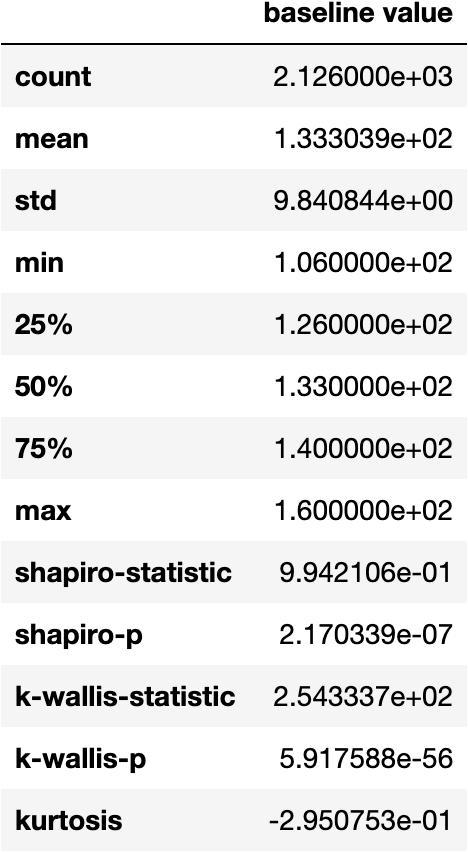 baseline value
count 2.126000e+03
mean 1.333039e+02
std 9.840844e+00
min 1.060000e+02
25% 1.260000e+02
50% 1.330000e+02
75% 1.400000e+02
max 1.600000e+02
shapiro-statistic 9.942106e-01
shapiro-p 2.170339e-07
k-wallis-statistic 2.543337e+02
k-wallis-p 5.917588e-56
kurtosis -2.950753e-01